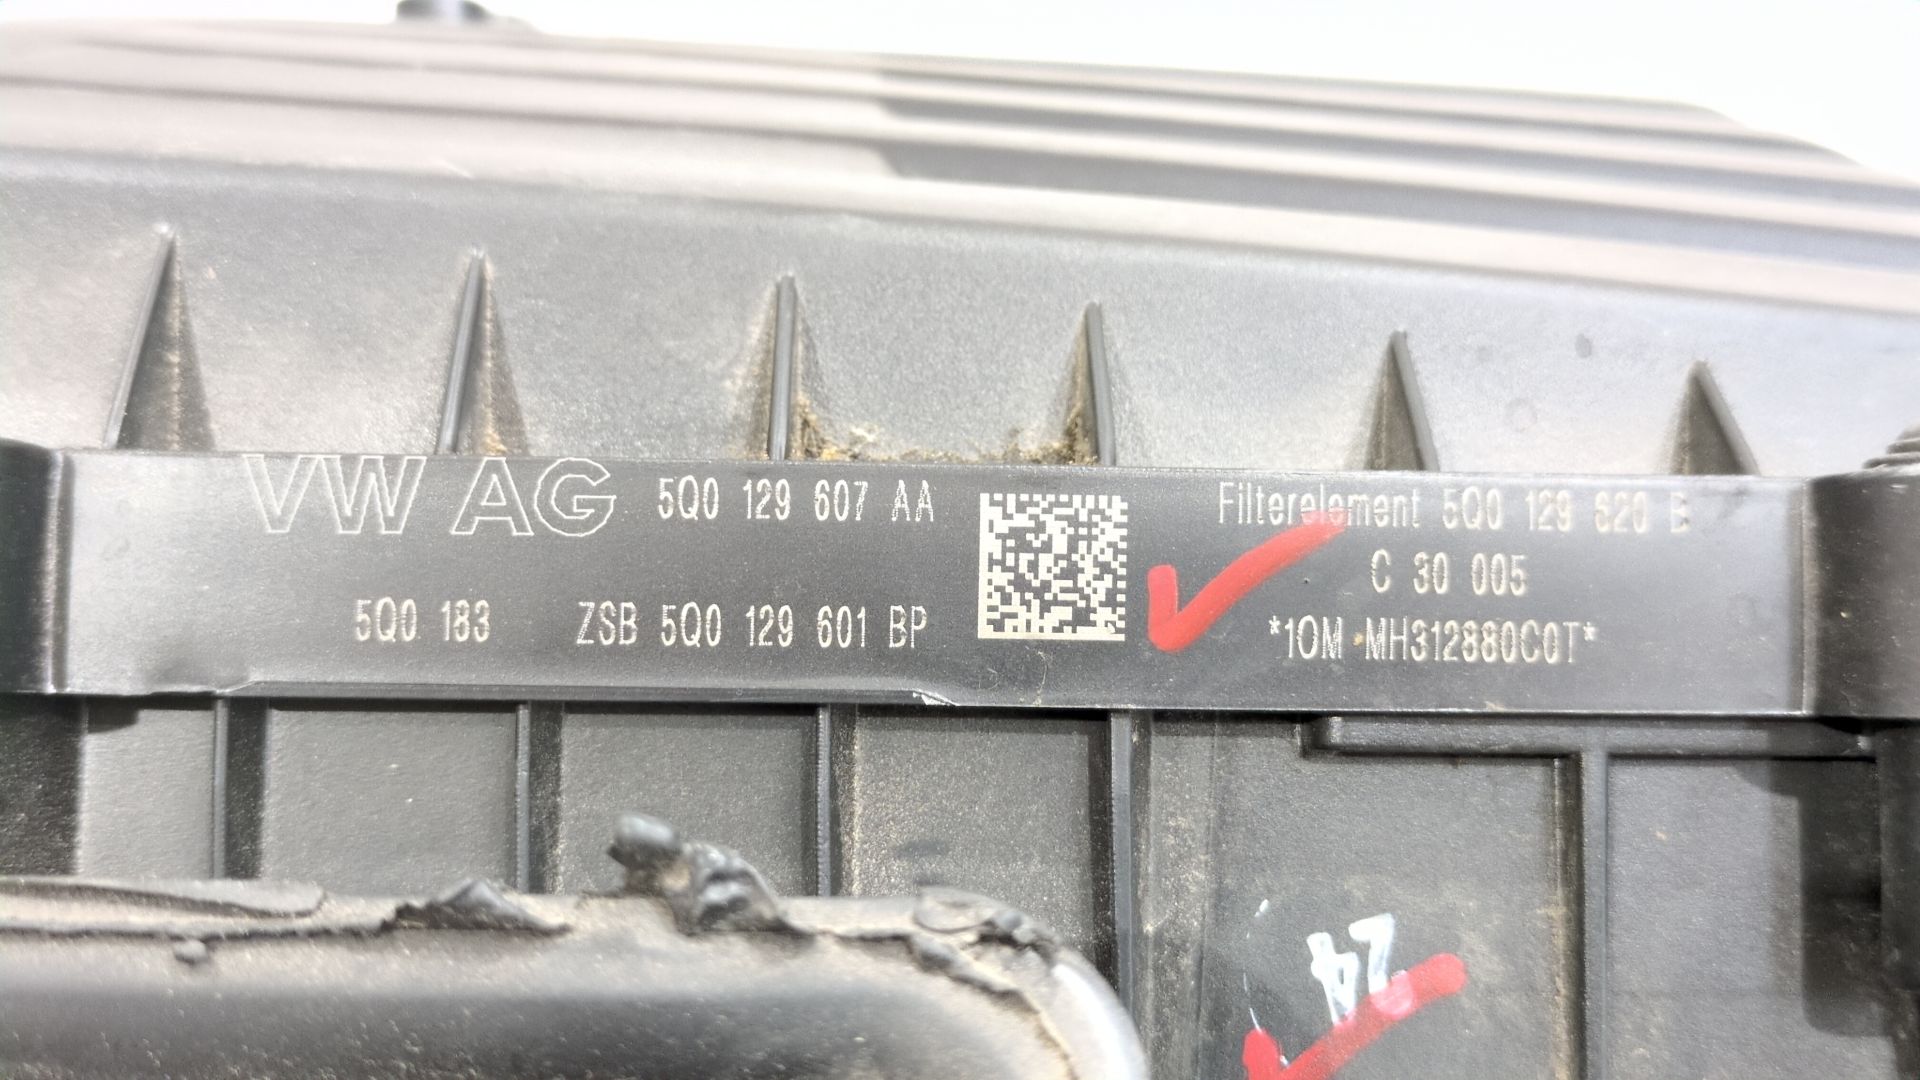 VW AG 5Q0 129 607 AA
5Q0 183 ZSB 5Q0 129 601 BP
Filterelement 5Q0 129 620 B
C 30 005
*10M MH312880C0T*
24